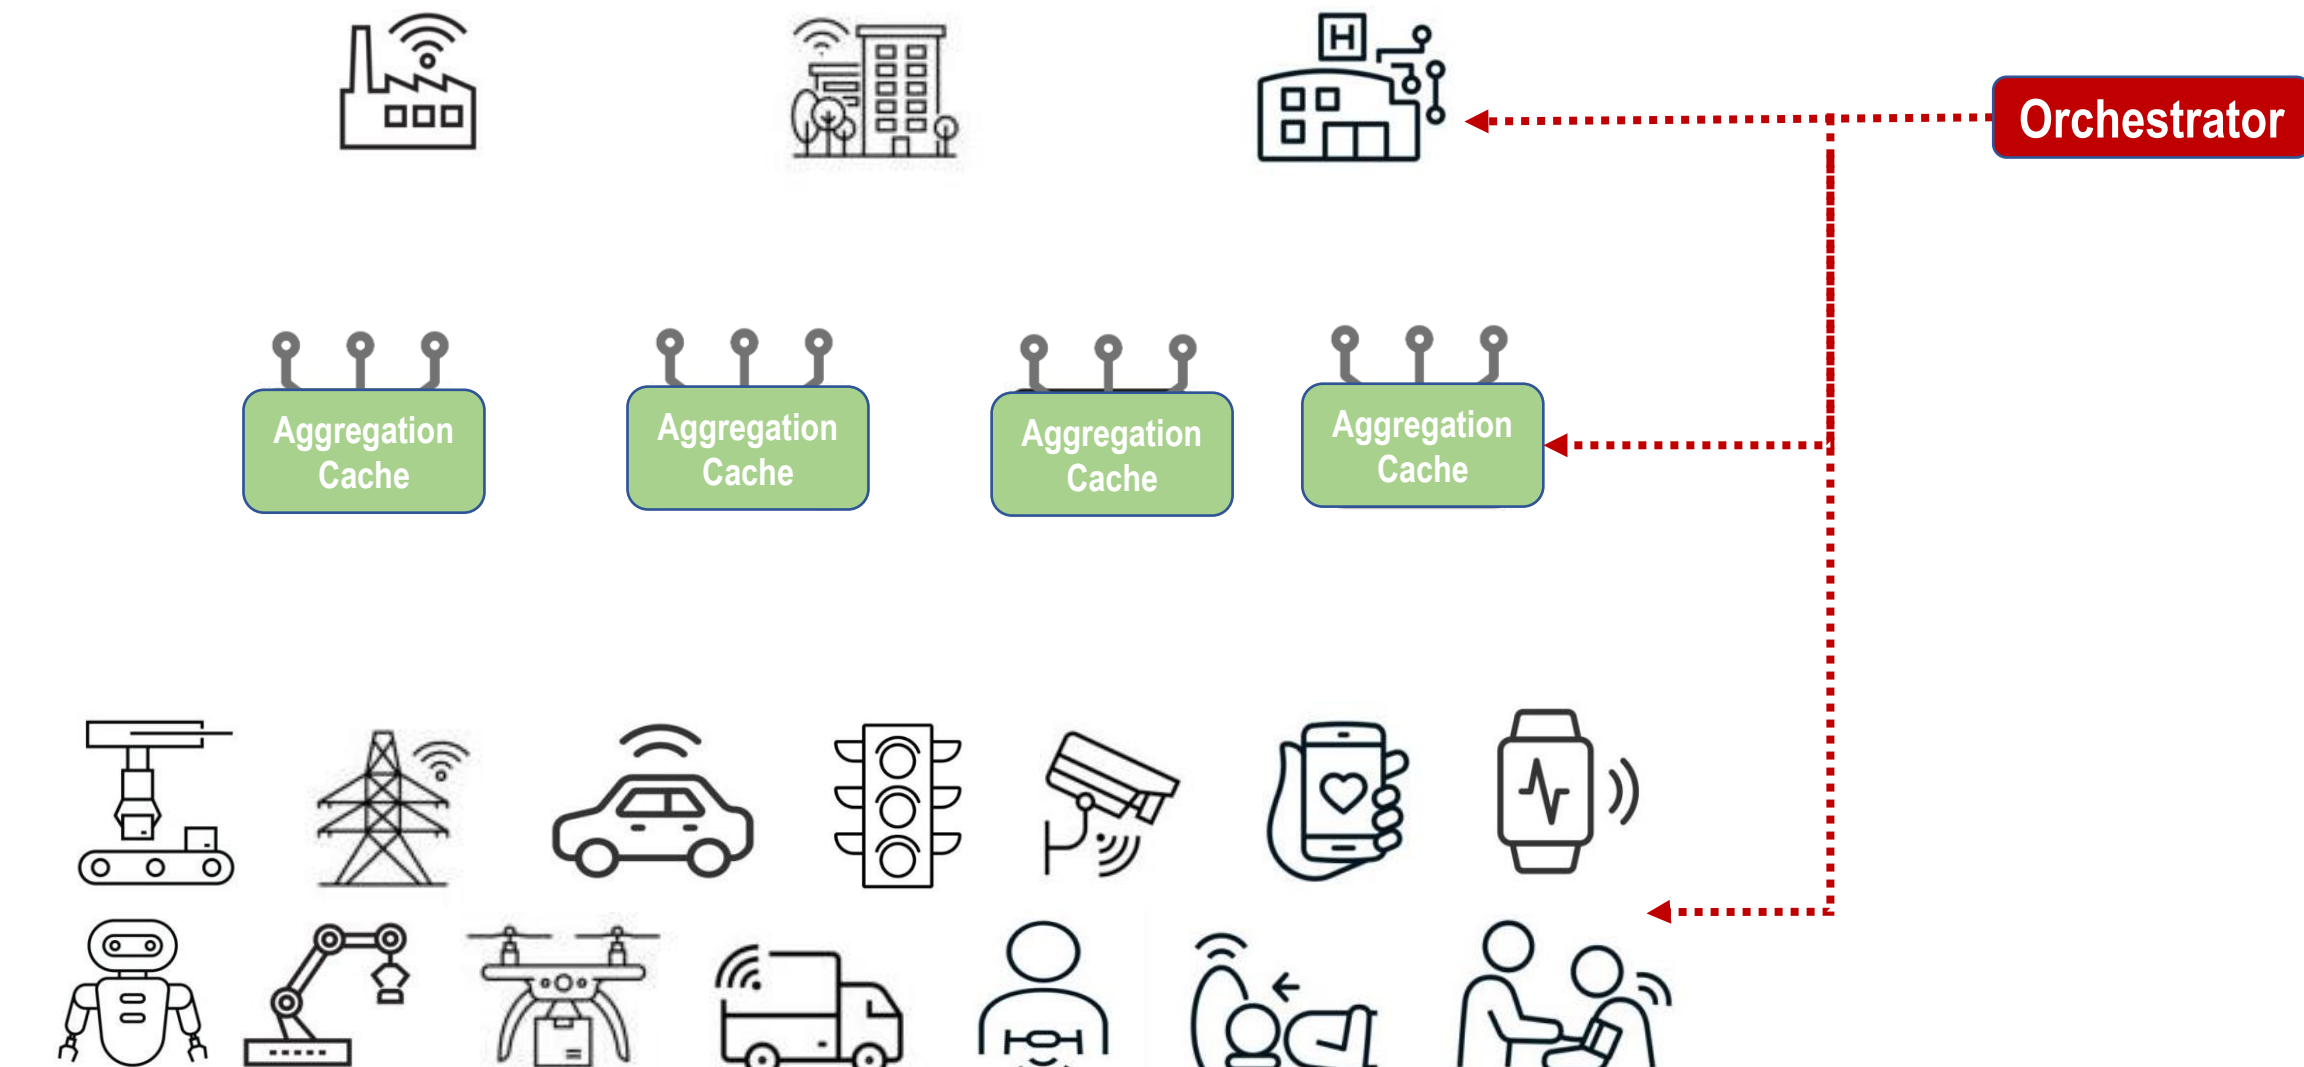 H
Orchestrator
Aggregation
Cache
Aggregation
Cache
Aggregation
Cache
Aggregation
Cache